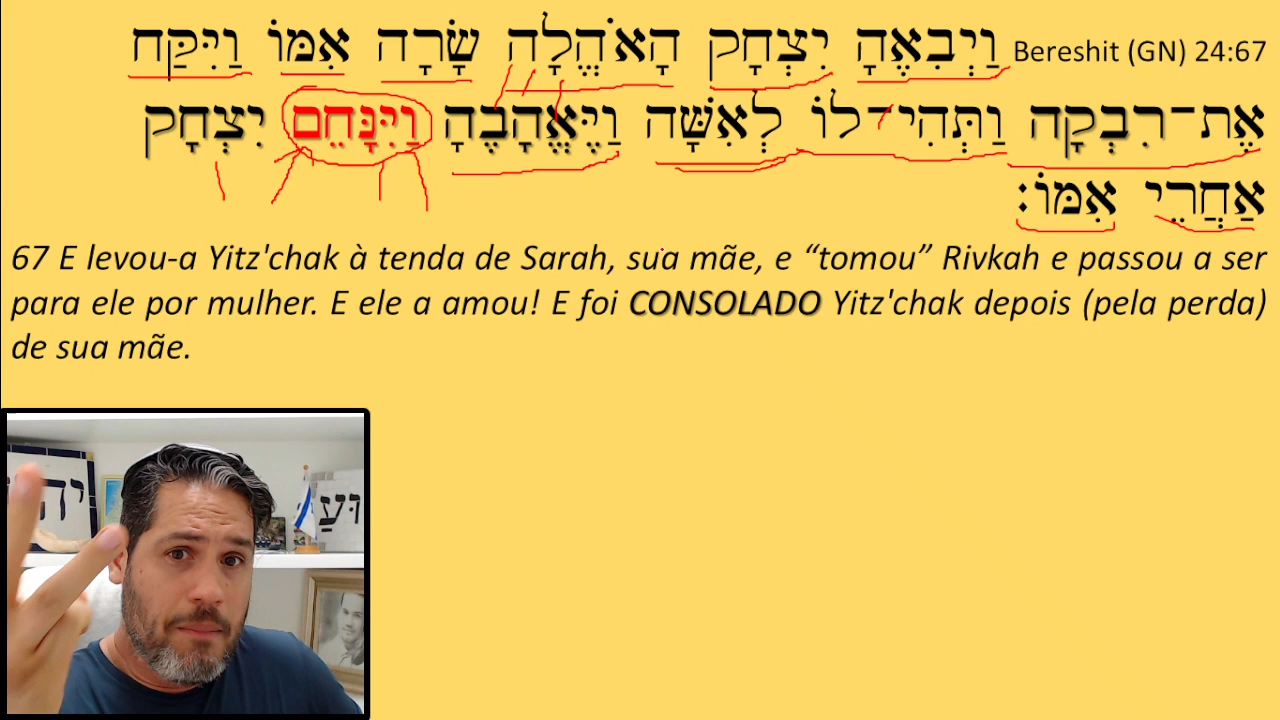 Bereshit (GN) 24:67 וַיְבִאֶהָ יִצְחָק הָאֹהֱלָה שָׂרָה אִמּוֹ וַיִּקַּח
אֶת־רִבְקָה וַתְּהִי־לוֹ לְאִשָּׁה וַיֶּאֱהָבֶהָ וַיִּנָּחֵם יִצְחָק
אַחֲרֵי אִמּוֹ׃
67 E levou-a Yitz'chak à tenda de Sarah, sua mãe, e “tomou” Rivkah e passou a ser
para ele por mulher. E ele a amou! E foi CONSOLADO Yitz'chak depois (pela perda)
de sua mãe.